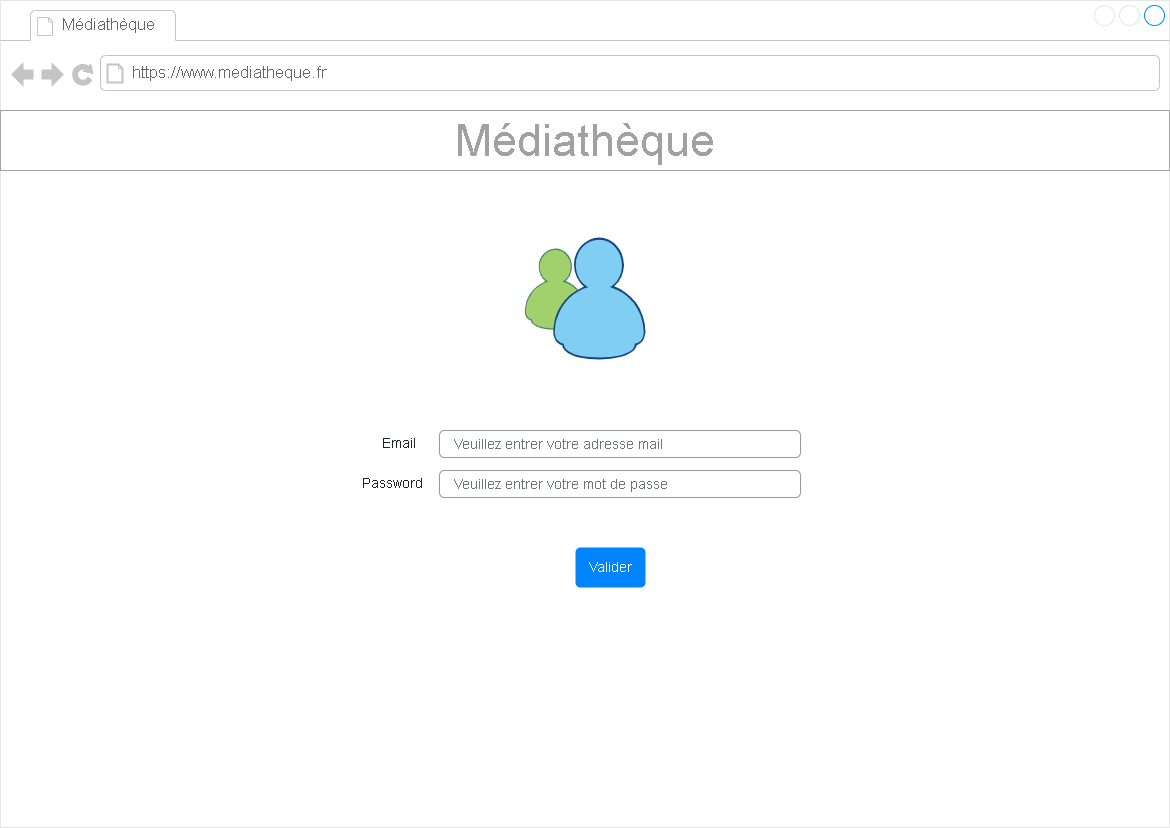 Médiathèque
https://www.mediatheque.fr
Médiathèque
Email
Veuillez entrer votre adresse mail
Password
Veuillez entrer votre mot de passe
Valider